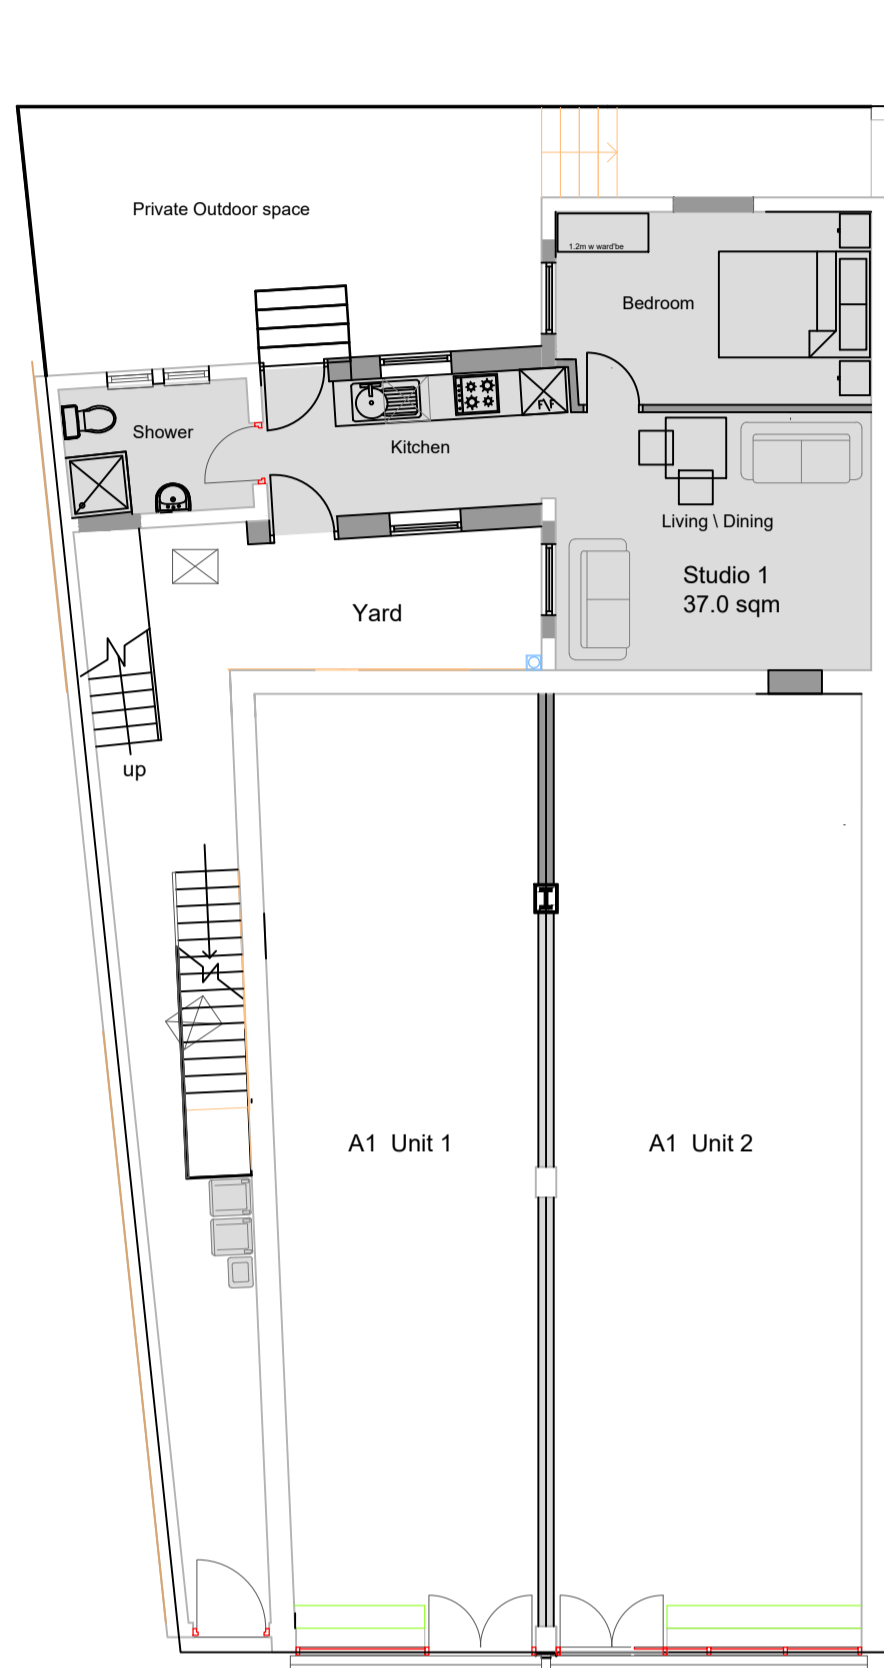 Private Outdoor space
1.2m w ward'be
Bedroom
Shower
Kitchen
F\F
Living \ Dining
Studio 1
37.0 sqm
Yard
up
A1 Unit 1
A1 Unit 2